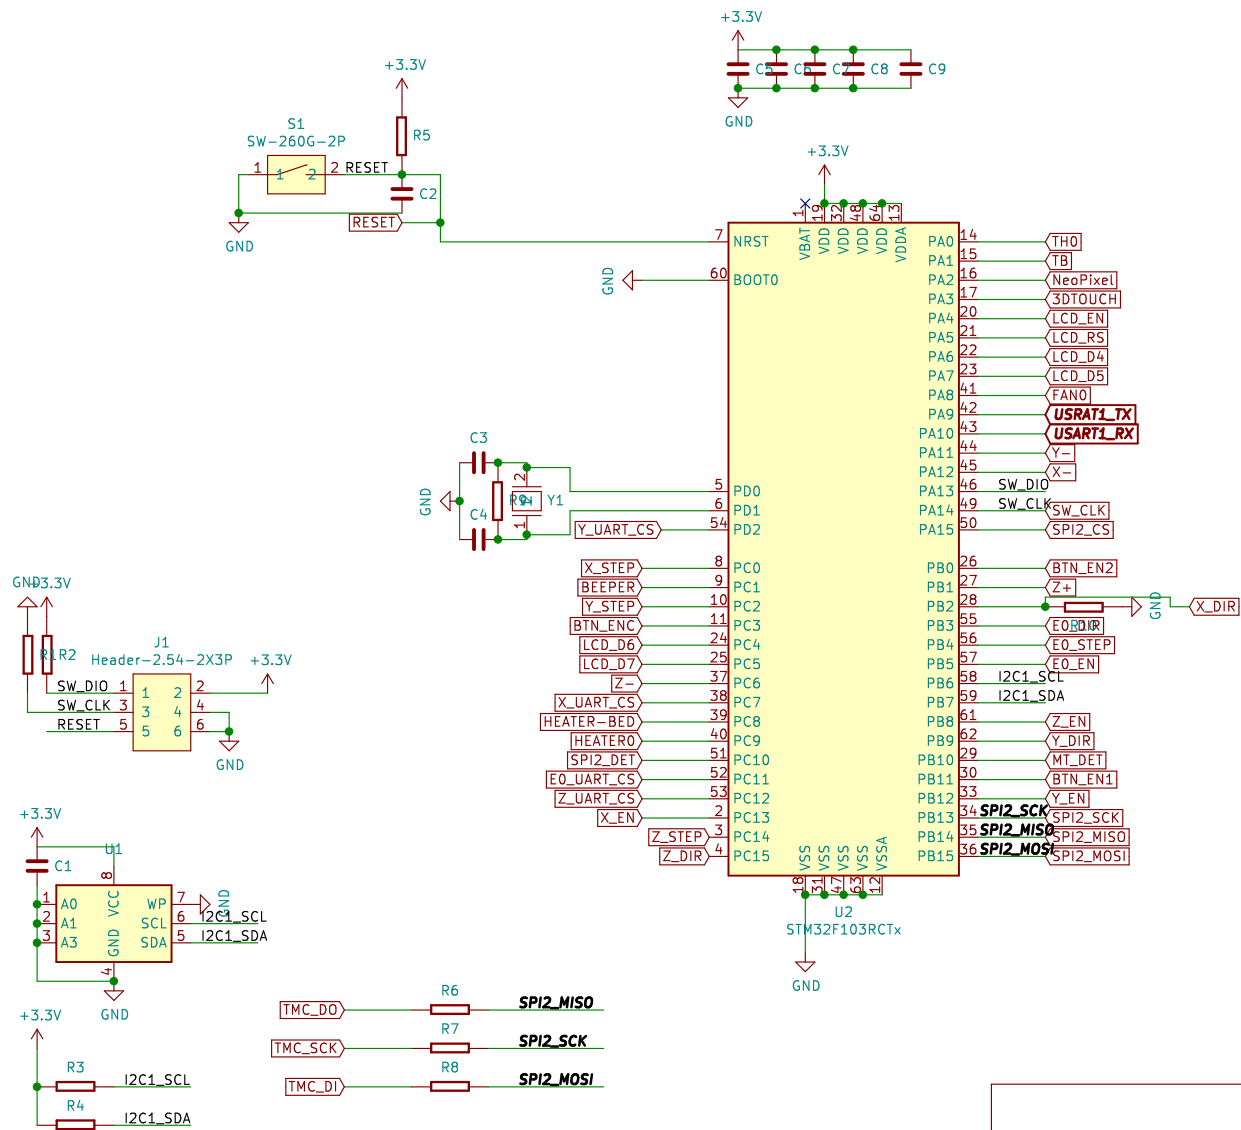 +3.3V
C5 C6 C7 C8 C9
GND
+3.3V
S1
SW-260G-2P
1 1 2 2 RESET
R5
C2
RESET
GND
+3.3V
1 19 32 48 64 13
VBAT VDD VDD VDD VDD VDDA
7 NRST
GND 60 BOOT0
5 PD0
6 PD1
Y_UART_CS 54 PD2
X_STEP 8 PC0
BEEPER 9 PC1
Y_STEP 10 PC2
BTN_ENC 11 PC3
LCD_D6 24 PC4
LCD_D7 25 PC5
Z- 37 PC6
X_UART_CS 38 PC7
HEATER-BED 39 PC8
HEATER0 40 PC9
SPI2_DET 51 PC10
E0_UART_CS 52 PC11
Z_UART_CS 53 PC12
X_EN 2 PC13
Z_STEP 3 PC14
Z_DIR 4 PC15
PA0 14 TH0
PA1 15 TB
PA2 16 NeoPixel
PA3 17 3DTOUCH
PA4 20 LCD_EN
PA5 21 LCD_RS
PA6 22 LCD_D4
PA7 23 LCD_D5
PA8 41 FAN0
PA9 42 USRAT1_TX
PA10 43 USART1_RX
PA11 44 Y-
PA12 45 X-
PA13 46 SW_DIO
PA14 49 SW_CLK SW_CLK
PA15 50 SPI2_CS
PB0 26 BTN_EN2
PB1 27 Z+
PB2 28 GND X_DIR
PB3 55 E0_DIR
PB4 56 E0_STEP
PB5 57 E0_EN
PB6 58 I2C1_SCL
PB7 59 I2C1_SDA
PB8 61 Z_EN
PB9 62 Y_DIR
PB10 29 MT_DET
PB11 30 BTN_EN1
PB12 33 Y_EN
PB13 34 SPI2_SCK SPI2_SCK
PB14 35 SPI2_MISO SPI2_MISO
PB15 36 SPI2_MOSI SPI2_MOSI
VSS VSS VSS VSS VSSA
18 31 47 63 12
U2
STM32F103RCTx
GND
C3
GND
C4
R9
2
1
Y1
GND +3.3V
R1 R2
J1
Header-2.54-2X3P
+3.3V
SW_DIO 1 1 2 2
SW_CLK 3 3 4 4
RESET 5 5 6 6
GND
+3.3V
C1
U1
8
VCC
1 A0 WP 7 GND
2 A1 SCL 6 I2C1_SCL
3 A3 SDA 5 I2C1_SDA
GND
4
GND
+3.3V
R3
I2C1_SCL
R4
I2C1_SDA
TMC_DO R6 SPI2_MISO
TMC_SCK R7 SPI2_SCK
TMC_DI R8 SPI2_MOSI